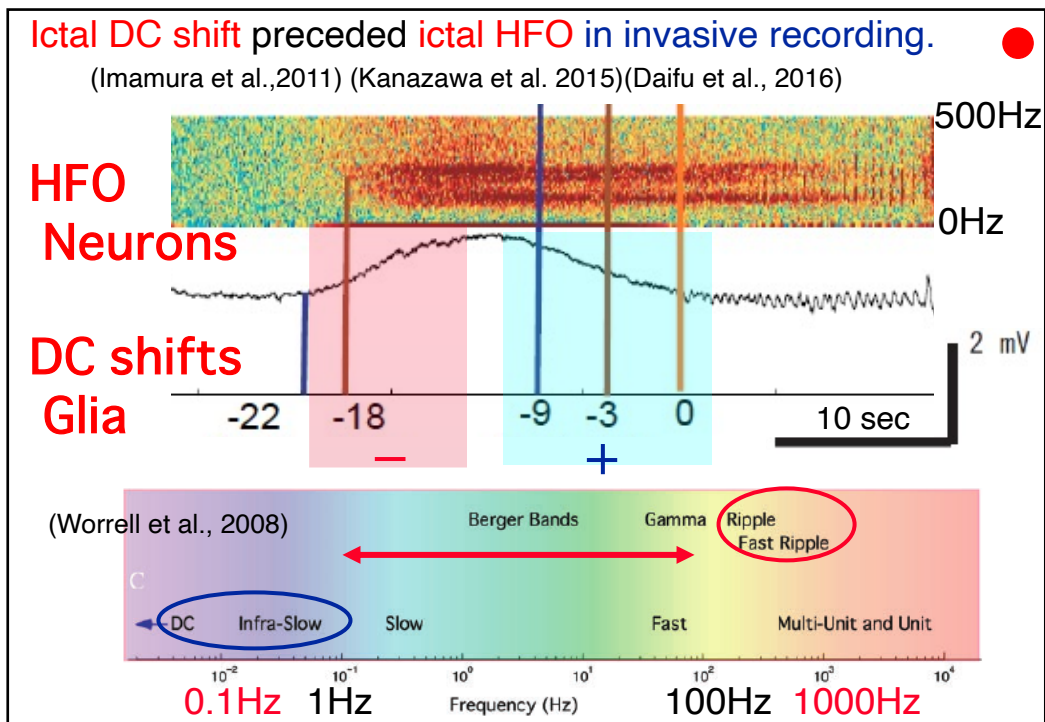 Ictal DC shift preceded ictal HFO in invasive recording.
(Imamura et al.,2011) (Kanazawa et al. 2015)(Daifu et al., 2016)
500Hz
HFO
Neurons
0Hz
DC shifts
Glia
2 mV
-22 -18 -9 -3 0 10 sec
− +
(Worrell et al., 2008)
Berger Bands Gamma Ripple
Fast Ripple
C
DC Infra-Slow Slow Fast Multi-Unit and Unit
10⁻² 10⁻¹ 10⁰ 10¹ 10² 10³ 10⁴
0.1Hz 1Hz Frequency (Hz) 100Hz 1000Hz